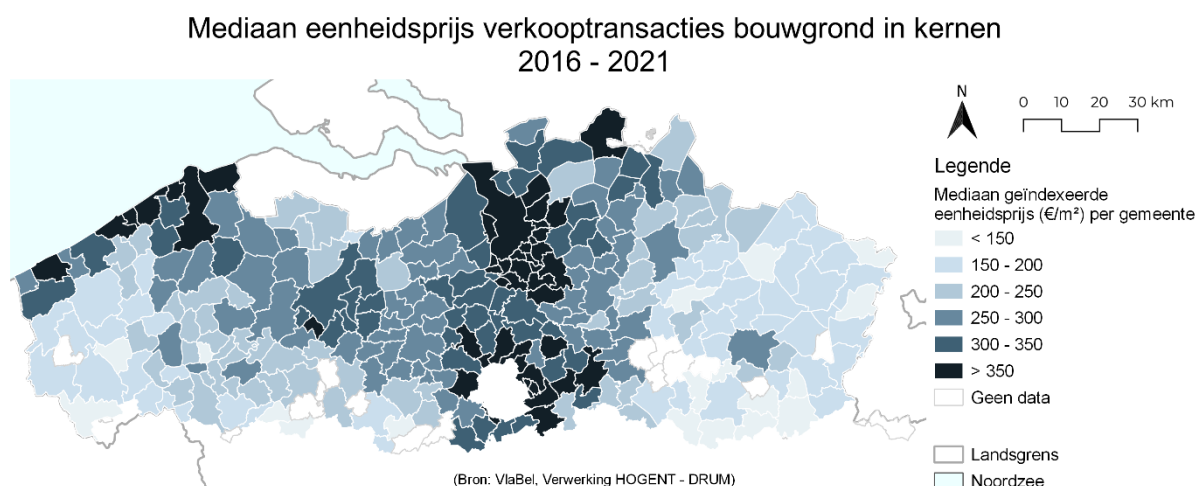 Mediaan eenheidsprijs verkooptransacties bouwgrond in kernen
2016 - 2021
N
0 10 20 30 km
Legende
Mediaan geïndexeerde
eenheidsprijs (€/m²) per gemeente
< 150
150 - 200
200 - 250
250 - 300
300 - 350
> 350
Geen data
Landsgrens
Noordzee
(Bron: VlaBel, Verwerking HOGENT - DRUM)